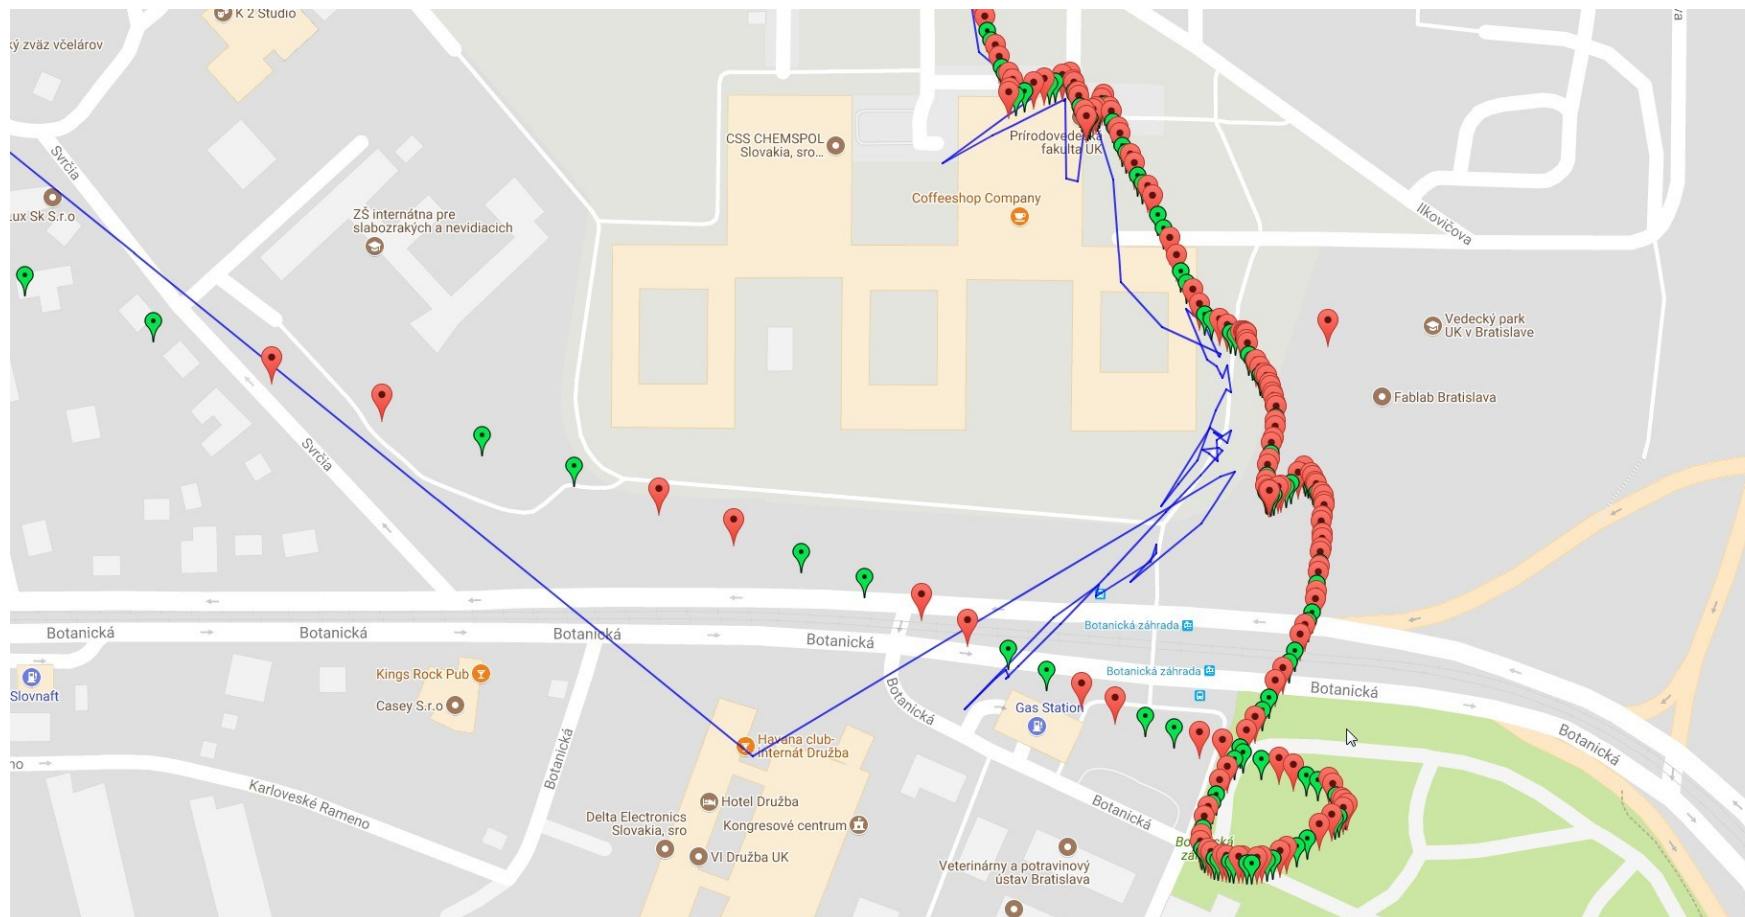 K 2 Studio
ký zväz včelárov
Svrčia
CSS CHEMSPOL
Slovakia, sro...
Prírodovedecká
fakulta UK
Coffeeshop Company
Ilkovičova
ux Sk S.r.o
ZŠ internátna pre
slabozrakých a nevidiacich
Vedecký park
UK v Bratislave
Fablab Bratislava
Svrčia
Botanická
Botanická
Botanická
Botanická
Botanická záhrada
Botanická záhrada
Botanická
Kings Rock Pub
Slovnaft
Casey S.r.o
Botanická
Gas Station
Botanická
Havana club-
internát Družba
Botanická
no
Karloveské Rameno
Hotel Družba
Delta Electronics
Slovakia, sro
Kongresové centrum
Botanická
VI Družba UK
Veterinárny a potravinový
ústav Bratislava